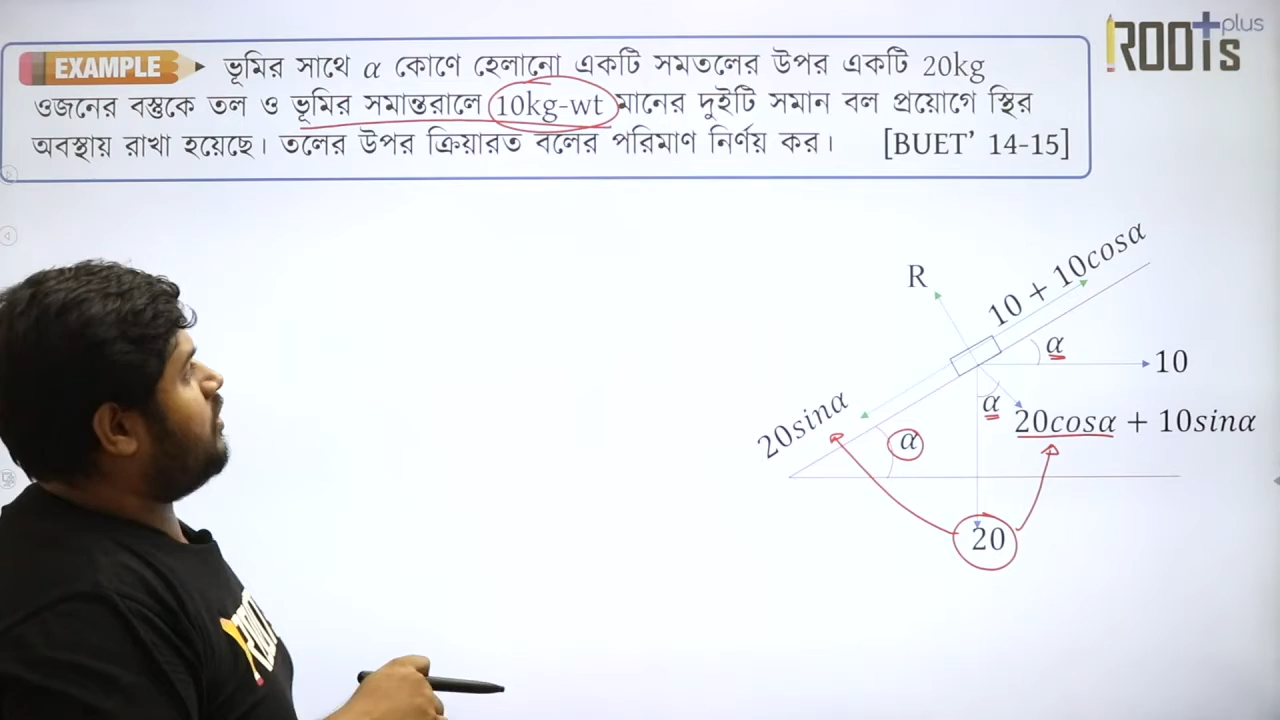 ROOTs plus
EXAMPLE ভূমির সাথে α কোণে হেলানো একটি সমতলের উপর একটি 20kg
ওজনের বস্তুকে তল ও ভূমির সমান্তরালে 10kg-wt মানের দুইটি সমান বল প্রয়োগে স্থির
অবস্থায় রাখা হয়েছে। তলের উপর ক্রিয়ারত বলের পরিমাণ নির্ণয় কর। [BUET’ 14-15]
R
10 + 10cosα
α
10
20sinα
α
α
20cosα + 10sinα
20